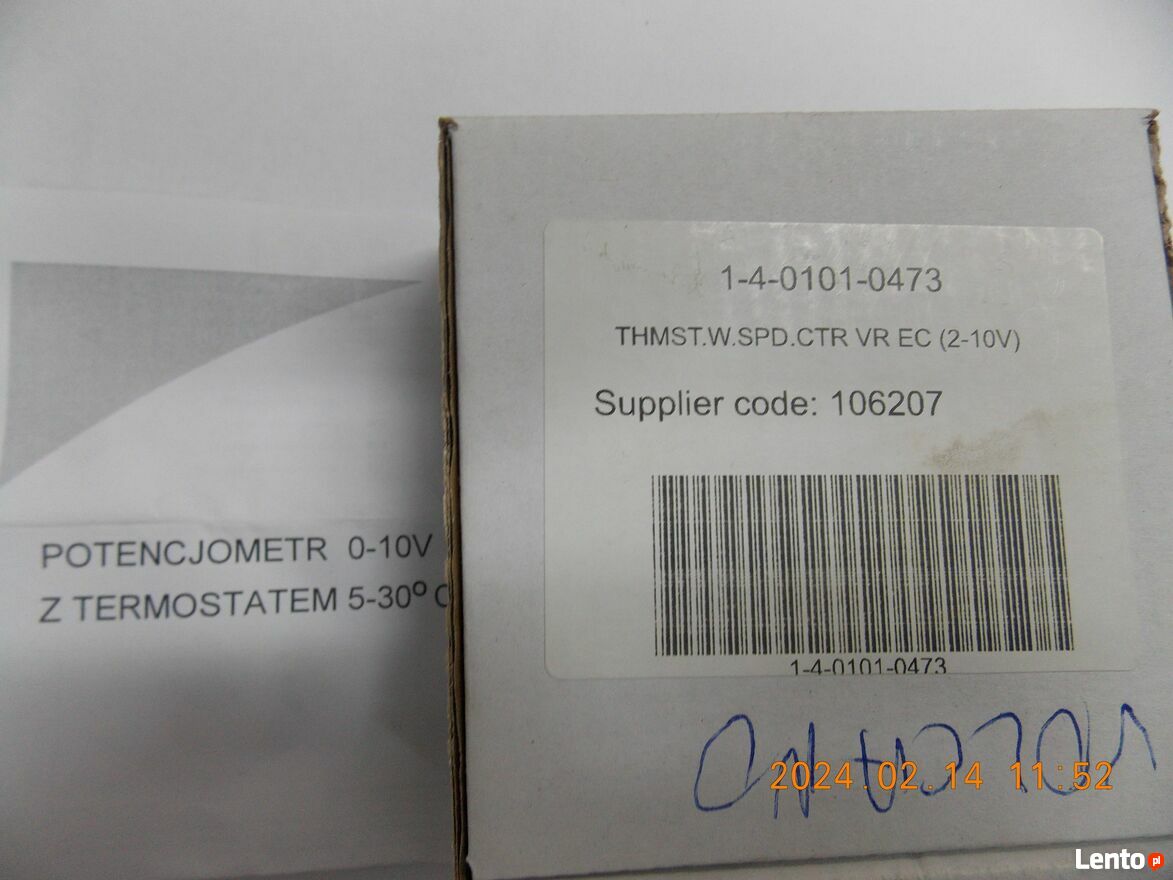 1-4-0101-0473
THMST.W.SPD.CTR VR EC (2-10V)
Supplier code: 106207
1-4-0101-0473
POTENCJOMETR 0-10V
Z TERMOSTATEM 5-30° C
2024.02.14 11:52
Lento pl